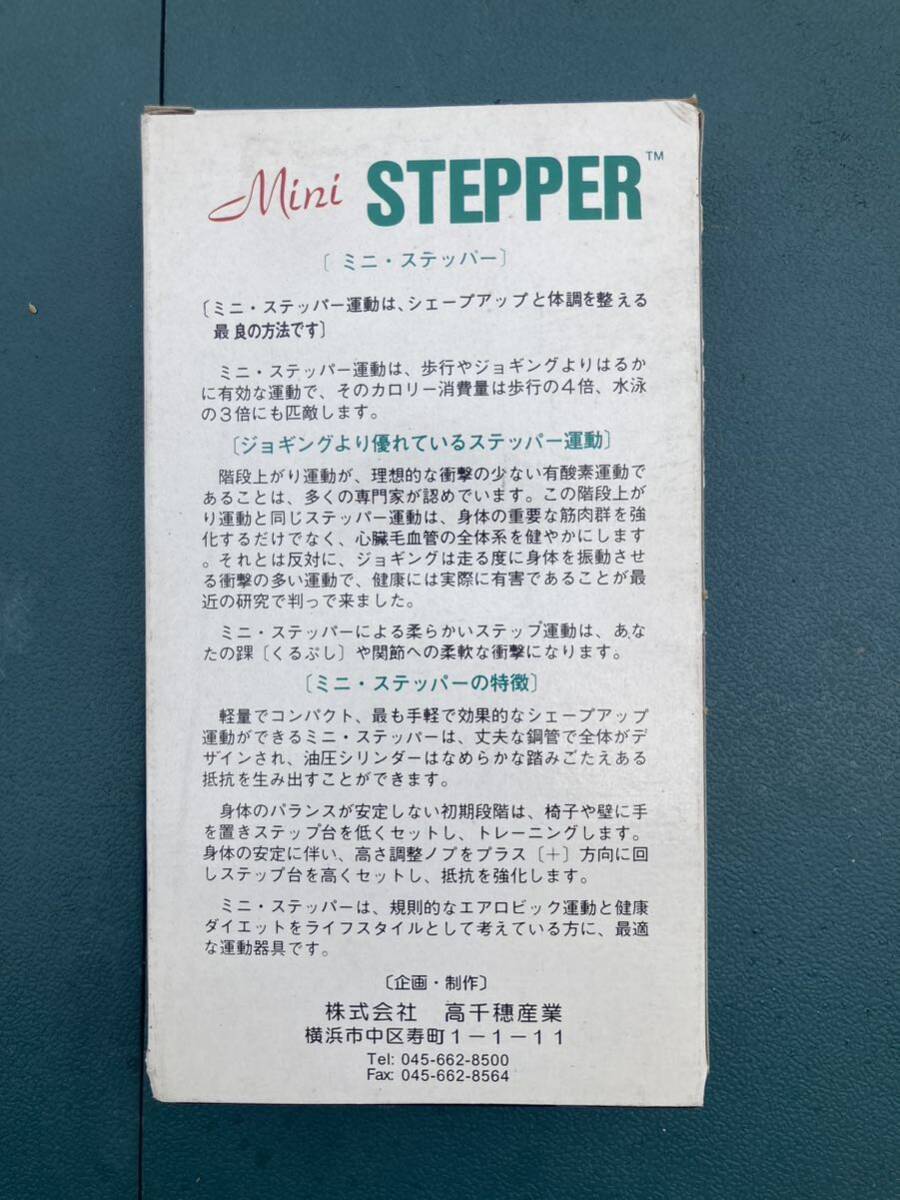 Mini STEPPER™
〔ミニ・ステッパー〕
〔ミニ・ステッパー運動は、シェープアップと体調を整える
最良の方法です〕
ミニ・ステッパー運動は、歩行やジョギングよりはるか
に有効な運動で、そのカロリー消費量は歩行の４倍、水泳
の３倍にも匹敵します。
〔ジョギングより優れているステッパー運動〕
階段上がり運動が、理想的な衝撃の少ない有酸素運動で
あることは、多くの専門家が認めています。この階段上が
り運動と同じステッパー運動は、身体の重要な筋肉群を強
化するだけでなく、心臓毛血管の全体系を健やかにします
。それとは反対に、ジョギングは走る度に身体を振動させ
る衝撃の多い運動で、健康には実際に有害であることが最
近の研究で判って来ました。
ミニ・ステッパーによる柔らかいステップ運動は、あな
たの踝〔くるぶし〕や関節への柔軟な衝撃になります。
〔ミニ・ステッパーの特徴〕
軽量でコンパクト、最も手軽で効果的なシェープアップ
運動ができるミニ・ステッパーは、丈夫な鋼管で全体がデ
ザインされ、油圧シリンダーはなめらかな踏みごたえある
抵抗を生み出すことができます。
身体のバランスが安定しない初期段階は、椅子や壁に手
を置きステップ台を低くセットし、トレーニングします。
身体の安定に伴い、高さ調整ノブをプラス〔＋〕方向に回
しステップ台を高くセットし、抵抗を強化します。
ミニ・ステッパーは、規則的なエアロビック運動と健康
ダイエットをライフスタイルとして考えている方に、最適
な運動器具です。
〔企画・制作〕
株式会社　高千穂産業
横浜市中区寿町１－１－１１
Tel: 045-662-8500
Fax: 045-662-8564